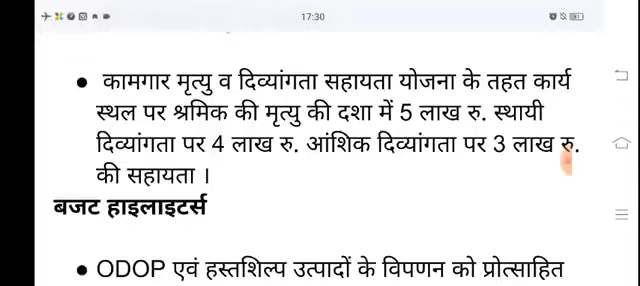 17:30
● कामगार मृत्यु व दिव्यांगता सहायता योजना के तहत कार्य
स्थल पर श्रमिक की मृत्यु की दशा में 5 लाख रु. स्थायी
दिव्यांगता पर 4 लाख रु. आंशिक दिव्यांगता पर 3 लाख रु.
की सहायता ।
बजट हाइलाइटर्स
● ODOP एवं हस्तशिल्प उत्पादों के विपणन को प्रोत्साहित